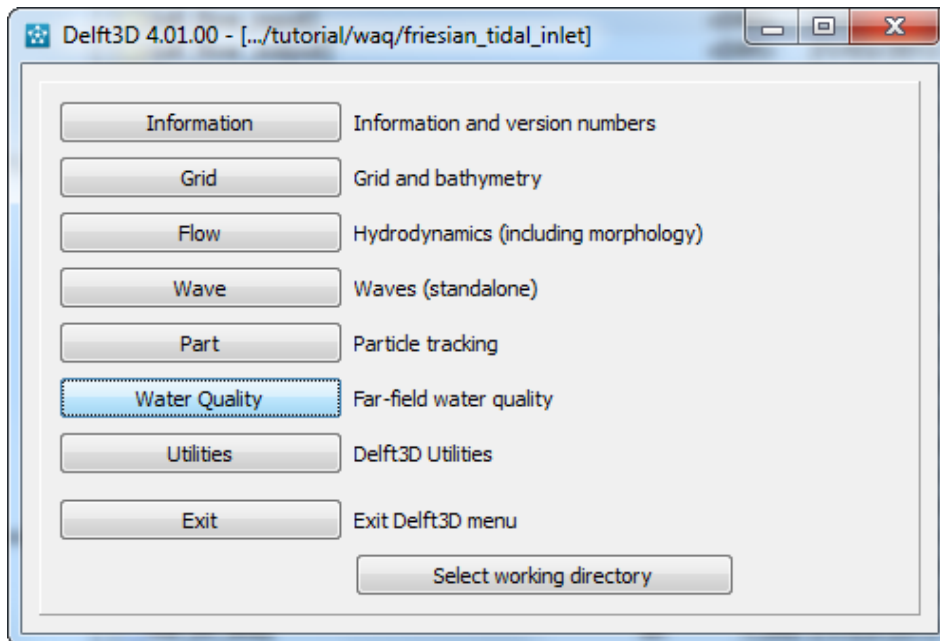 Delft3D 4.01.00 - [.../tutorial/waq/friesian_tidal_inlet]
Information Information and version numbers
Grid Grid and bathymetry
Flow Hydrodynamics (including morphology)
Wave Waves (standalone)
Part Particle tracking
Water Quality Far-field water quality
Utilities Delft3D Utilities
Exit Exit Delft3D menu
Select working directory